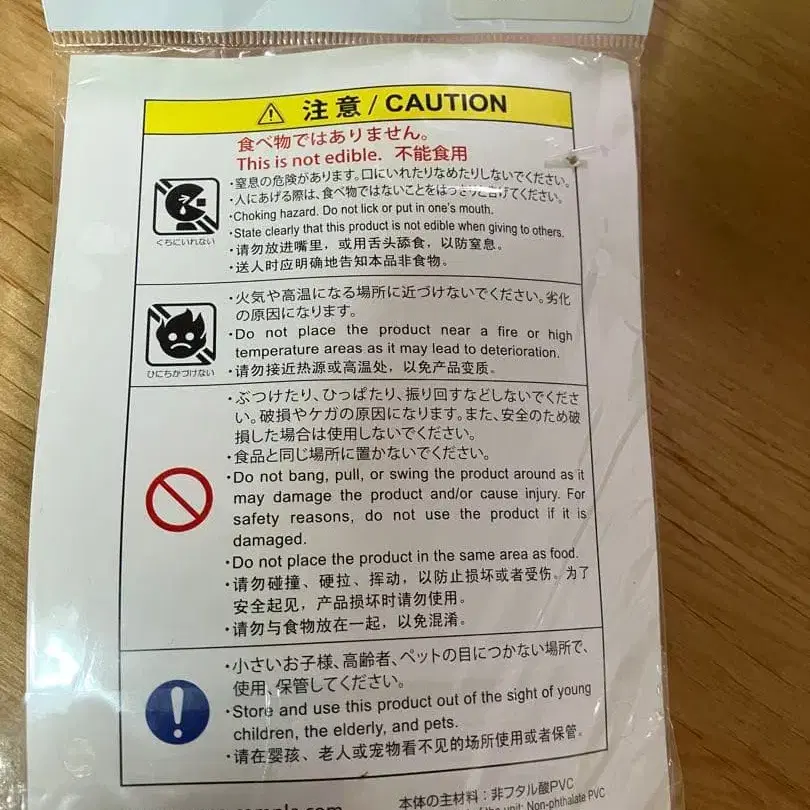 注意/CAUTION
食べ物ではありません。
This is not edible. 不能食用
・窒息の危険があります。口にいれたりなめたりしないでください。
・人にあげる際は、食べ物ではないことをはっきりと告げてください。
・Choking hazard. Do not lick or put in one's mouth.
・State clearly that this product is not edible when giving to others.
・请勿放进嘴里，或用舌头舔食，以防窒息。
・送人时应明确地告知本品非食物。
くちにいれない
・火気や高温になる場所に近づけないでください。劣化
の原因になります。
・Do not place the product near a fire or high
temperature areas as it may lead to deterioration.
・请勿接近热源或高温处，以免产品变质。
ひにちかづけない
・ぶつけたり、ひっぱたり、振り回すなどしないでくださ
い。破損やケガの原因になります。また、安全のため破
損した場合は使用しないでください。
・食品と同じ場所に置かないでください。
・Do not bang, pull, or swing the product around as it
may damage the product and/or cause injury. For
safety reasons, do not use the product if it is
damaged.
・Do not place the product in the same area as food.
・请勿碰撞、硬拉、挥动，以防止损坏或者受伤。为了
安全起见，产品损坏时请勿使用。
・请勿与食物放在一起，以免混淆。
・小さいお子様、高齢者、ペットの目につかない場所で、
使用、保管してください。
・Store and use this product out of the sight of young
children, the elderly, and pets.
・请在婴孩、老人或宠物看不见的场所使用或者保管。
本体の主材料：非フタル酸PVC
the unit: Non-phthalate PVC